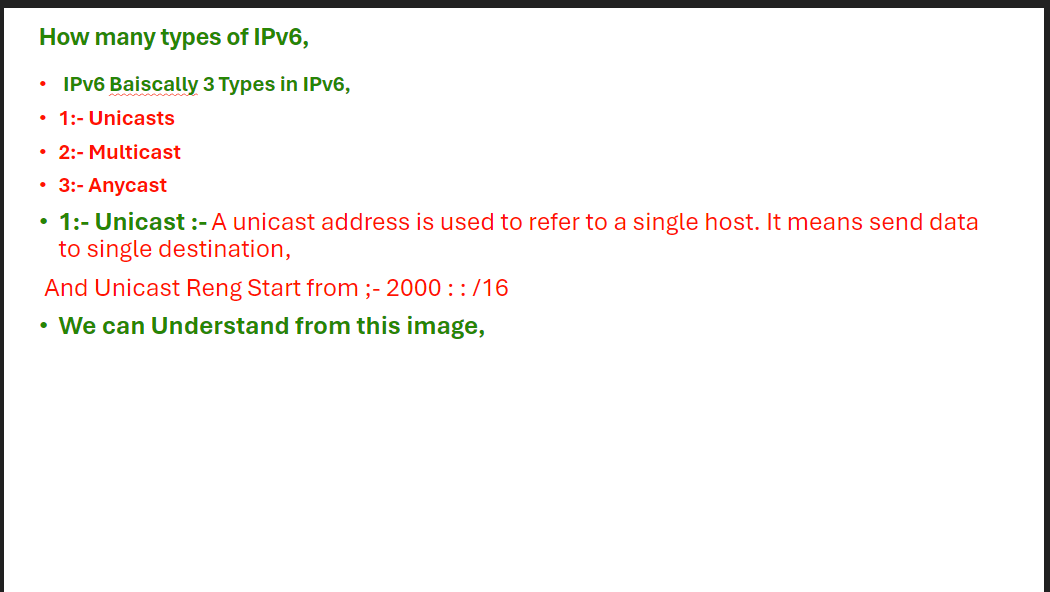 How many types of IPv6,
• IPv6 Baiscally 3 Types in IPv6,
• 1:- Unicasts
• 2:- Multicast
• 3:- Anycast
• 1:- Unicast :- A unicast address is used to refer to a single host. It means send data
to single destination,
And Unicast Reng Start from ;- 2000 : : /16
• We can Understand from this image,